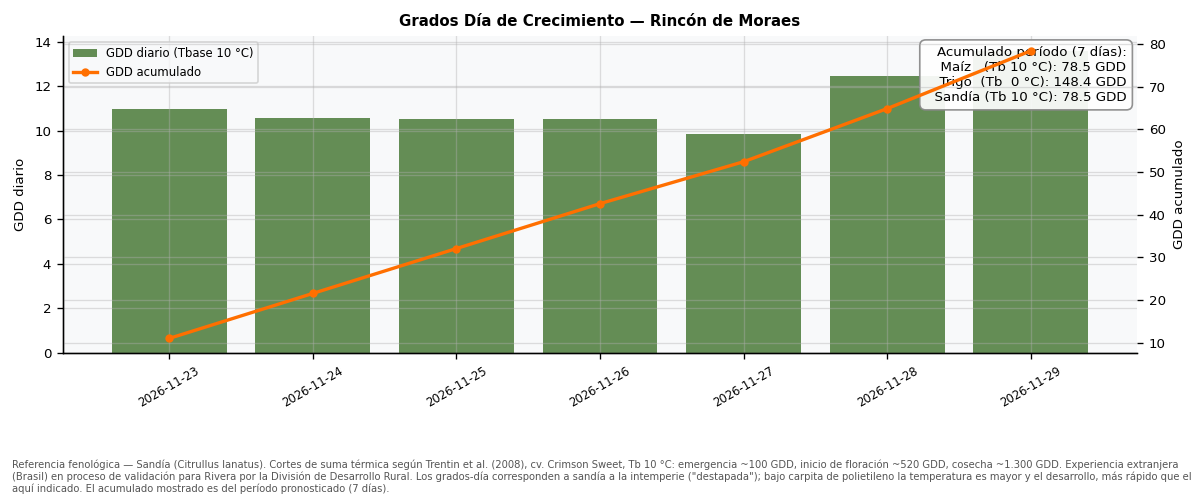 Grados Día de Crecimiento — Rincón de Moraes
GDD diario (Tbase 10 °C)
GDD acumulado
Acumulado período (7 días):
Maíz   (Tb 10 °C): 78.5 GDD
Trigo  (Tb  0 °C): 148.4 GDD
Sandía (Tb 10 °C): 78.5 GDD
GDD diario
14
12
10
8
6
4
2
0
80
70
60
50
40
30
20
10
GDD acumulado
2026-11-23
2026-11-24
2026-11-25
2026-11-26
2026-11-27
2026-11-28
2026-11-29
Referencia fenológica — Sandía (Citrullus lanatus). Cortes de suma térmica según Trentin et al. (2008), cv. Crimson Sweet, Tb 10 °C: emergencia ~100 GDD, inicio de floración ~520 GDD, cosecha ~1.300 GDD. Experiencia extranjera
(Brasil) en proceso de validación para Rivera por la División de Desarrollo Rural. Los grados-día corresponden a sandía a la intemperie ("destapada"); bajo carpita de polietileno la temperatura es mayor y el desarrollo, más rápido que el
aquí indicado. El acumulado mostrado es del período pronosticado (7 días).